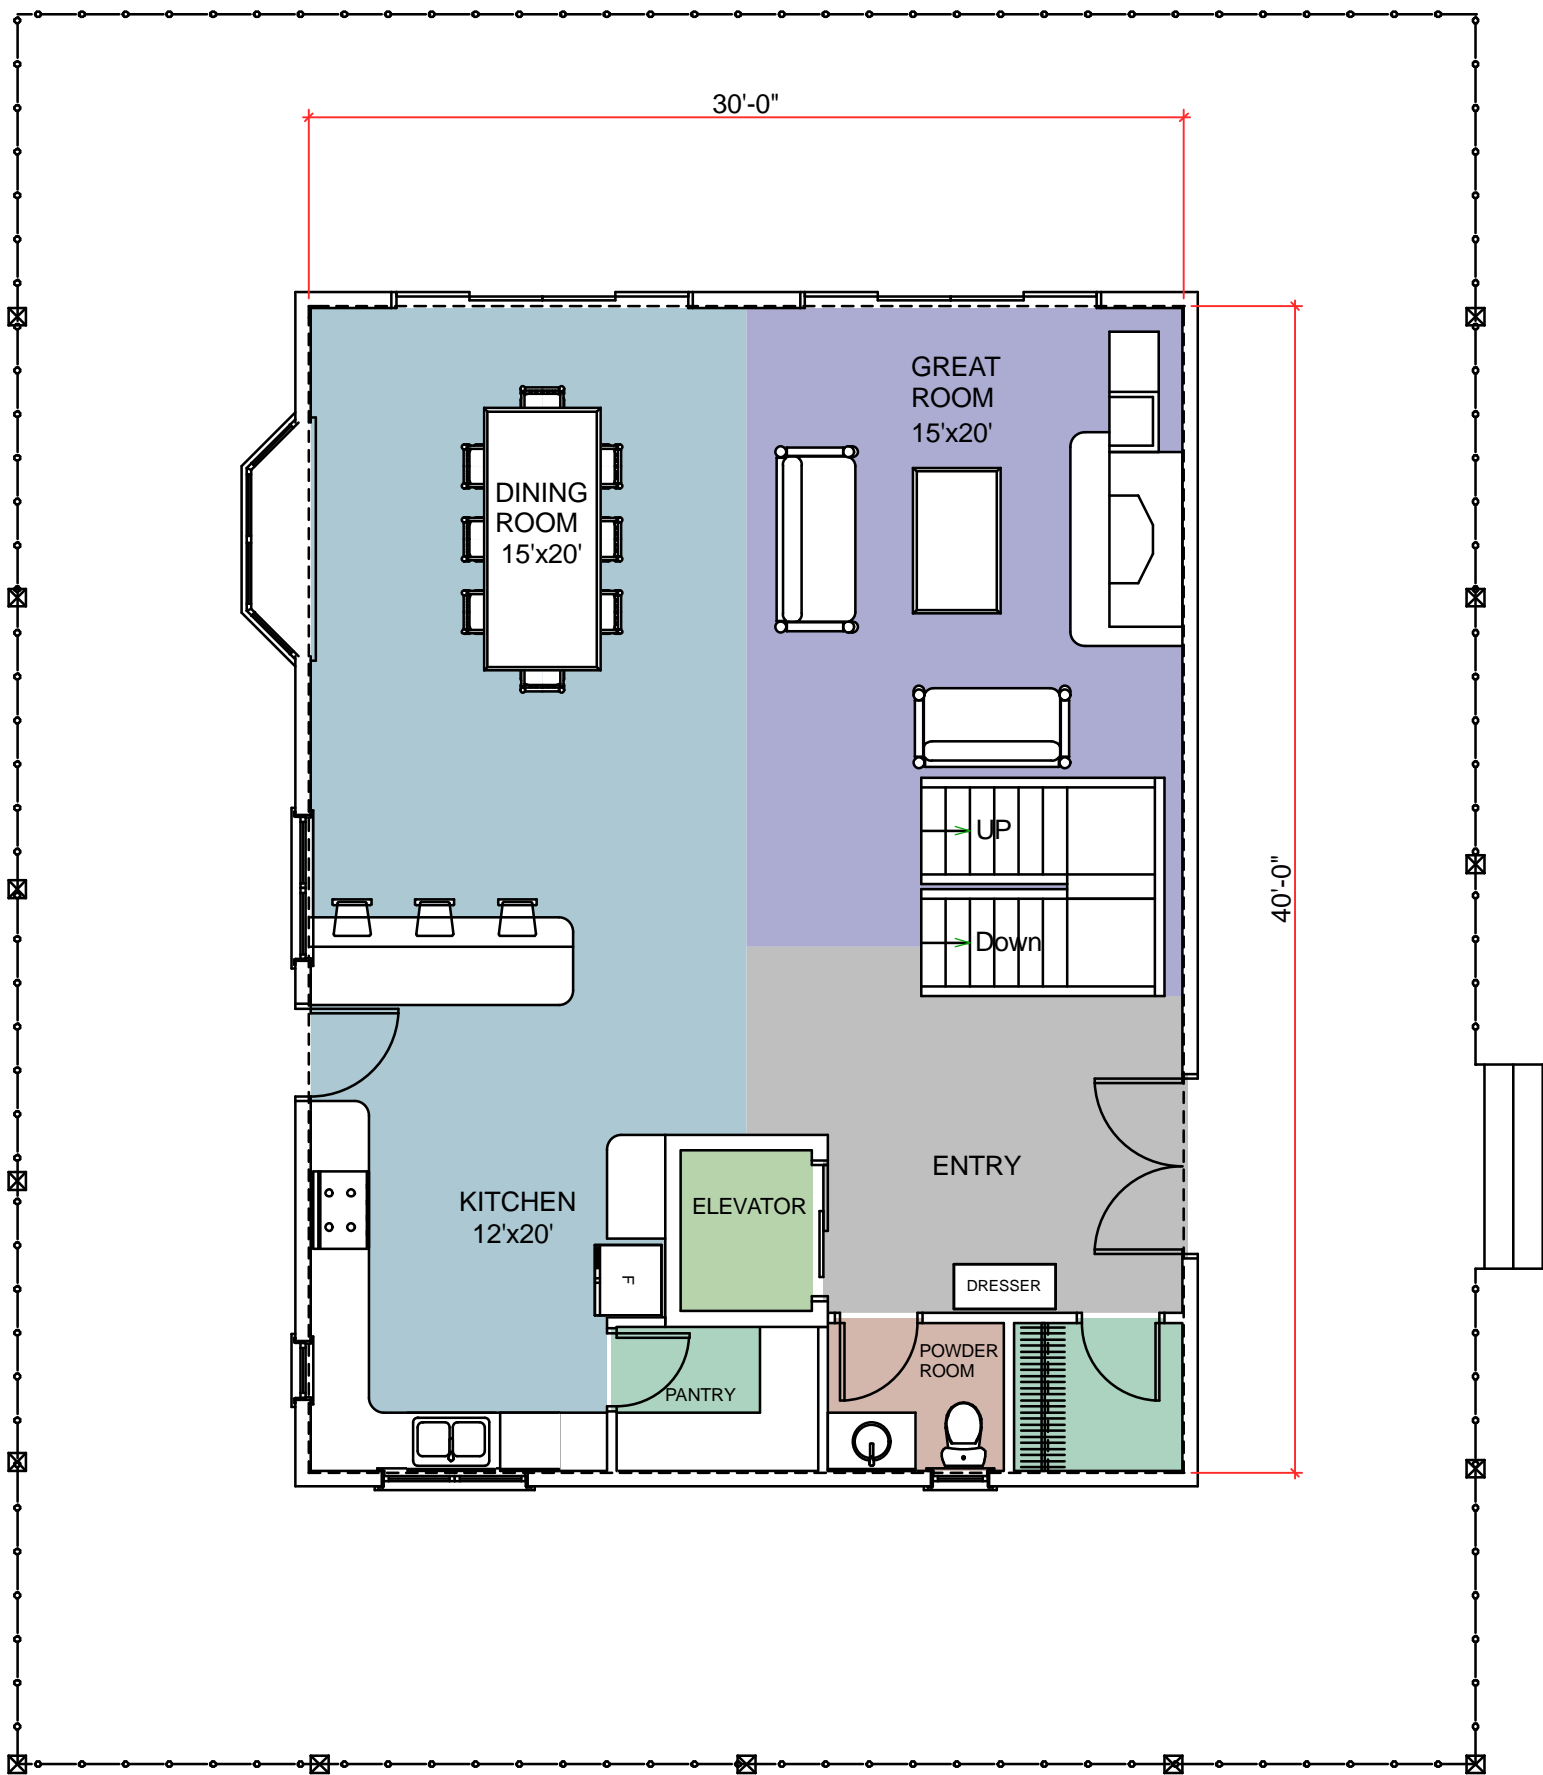 30'-0"
GREAT
ROOM
15'x20'
DINING
ROOM
15'x20'
UP
40'-0"
Down
ENTRY
KITCHEN
12'x20'
ELEVATOR
F
DRESSER
POWDER
ROOM
PANTRY